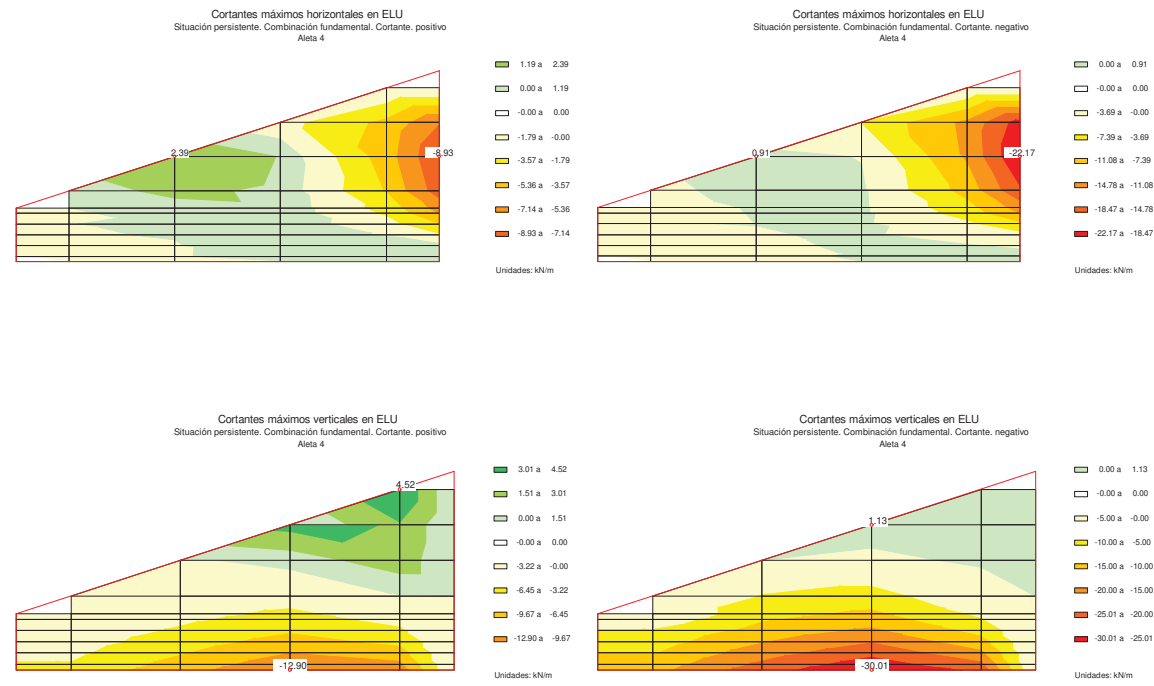 Cortantes máximos horizontales en ELU
Situación persistente. Combinación fundamental. Cortante. positivo
Aleta 4
1.19 a 2.39
0.00 a 1.19
-0.00 a 0.00
-1.79 a -0.00
-3.57 a -1.79
-5.36 a -3.57
-7.14 a -5.36
-8.93 a -7.14
Unidades: kN/m
2.39
-8.93
Cortantes máximos horizontales en ELU
Situación persistente. Combinación fundamental. Cortante. negativo
Aleta 4
0.00 a 0.91
-0.00 a 0.00
-3.69 a -0.00
-7.39 a -3.69
-11.08 a -7.39
-14.78 a -11.08
-18.47 a -14.78
-22.17 a -18.47
Unidades: kN/m
0.91
-22.17
Cortantes máximos verticales en ELU
Situación persistente. Combinación fundamental. Cortante. positivo
Aleta 4
3.01 a 4.52
1.51 a 3.01
0.00 a 1.51
-0.00 a 0.00
-3.22 a -0.00
-6.45 a -3.22
-9.67 a -6.45
-12.90 a -9.67
Unidades: kN/m
4.52
-12.90
Cortantes máximos verticales en ELU
Situación persistente. Combinación fundamental. Cortante. negativo
Aleta 4
0.00 a 1.13
-0.00 a 0.00
-5.00 a -0.00
-10.00 a -5.00
-15.00 a -10.00
-20.00 a -15.00
-25.01 a -20.00
-30.01 a -25.01
Unidades: kN/m
1.13
-30.01